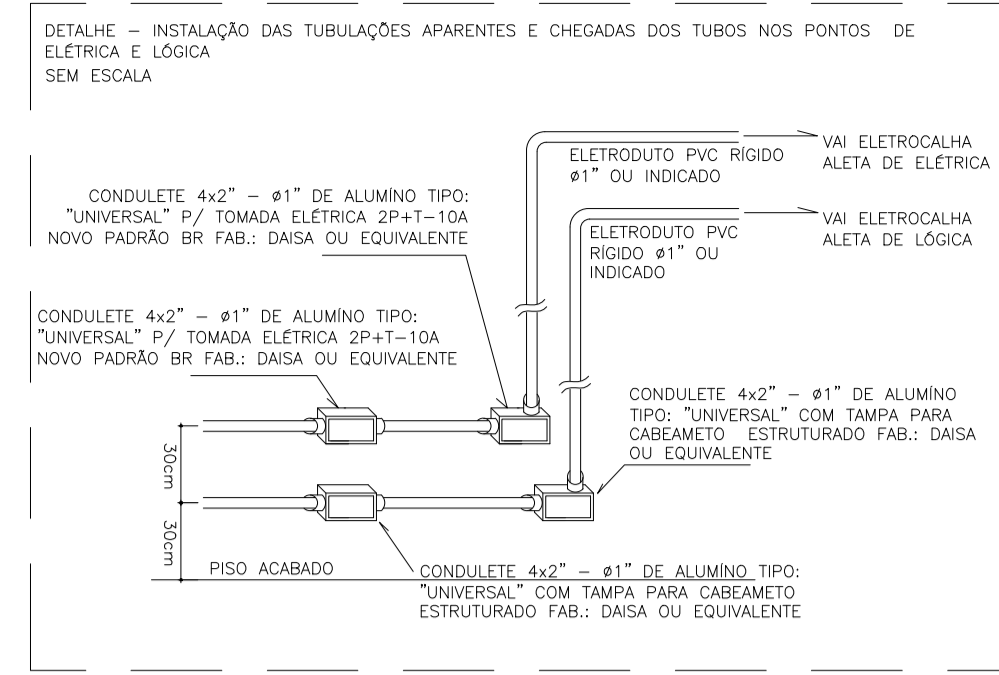 DETALHE – INSTALAÇÃO DAS TUBULAÇÕES APARENTES E CHEGADAS DOS TUBOS NOS PONTOS DE
ELÉTRICA E LÓGICA
SEM ESCALA
ELETRODUTO PVC RÍGIDO
ø1" OU INDICADO
VAI ELETROCALHA
ALETA DE ELÉTRICA
CONDULETE 4x2" – ø1" DE ALUMÍNO TIPO:
"UNIVERSAL" P/ TOMADA ELÉTRICA 2P+T–10A
NOVO PADRÃO BR FAB.: DAISA OU EQUIVALENTE
ELETRODUTO PVC
RÍGIDO ø1" OU
INDICADO
VAI ELETROCALHA
ALETA DE LÓGICA
CONDULETE 4x2" – ø1" DE ALUMÍNO TIPO:
"UNIVERSAL" P/ TOMADA ELÉTRICA 2P+T–10A
NOVO PADRÃO BR FAB.: DAISA OU EQUIVALENTE
CONDULETE 4x2" – ø1" DE ALUMÍNO
TIPO: "UNIVERSAL" COM TAMPA PARA
CABEAMETO ESTRUTURADO FAB.: DAISA
OU EQUIVALENTE
30cm
30cm
PISO ACABADO
CONDULETE 4x2" – ø1" DE ALUMÍNO TIPO:
"UNIVERSAL" COM TAMPA PARA CABEAMETO
ESTRUTURADO FAB.: DAISA OU EQUIVALENTE